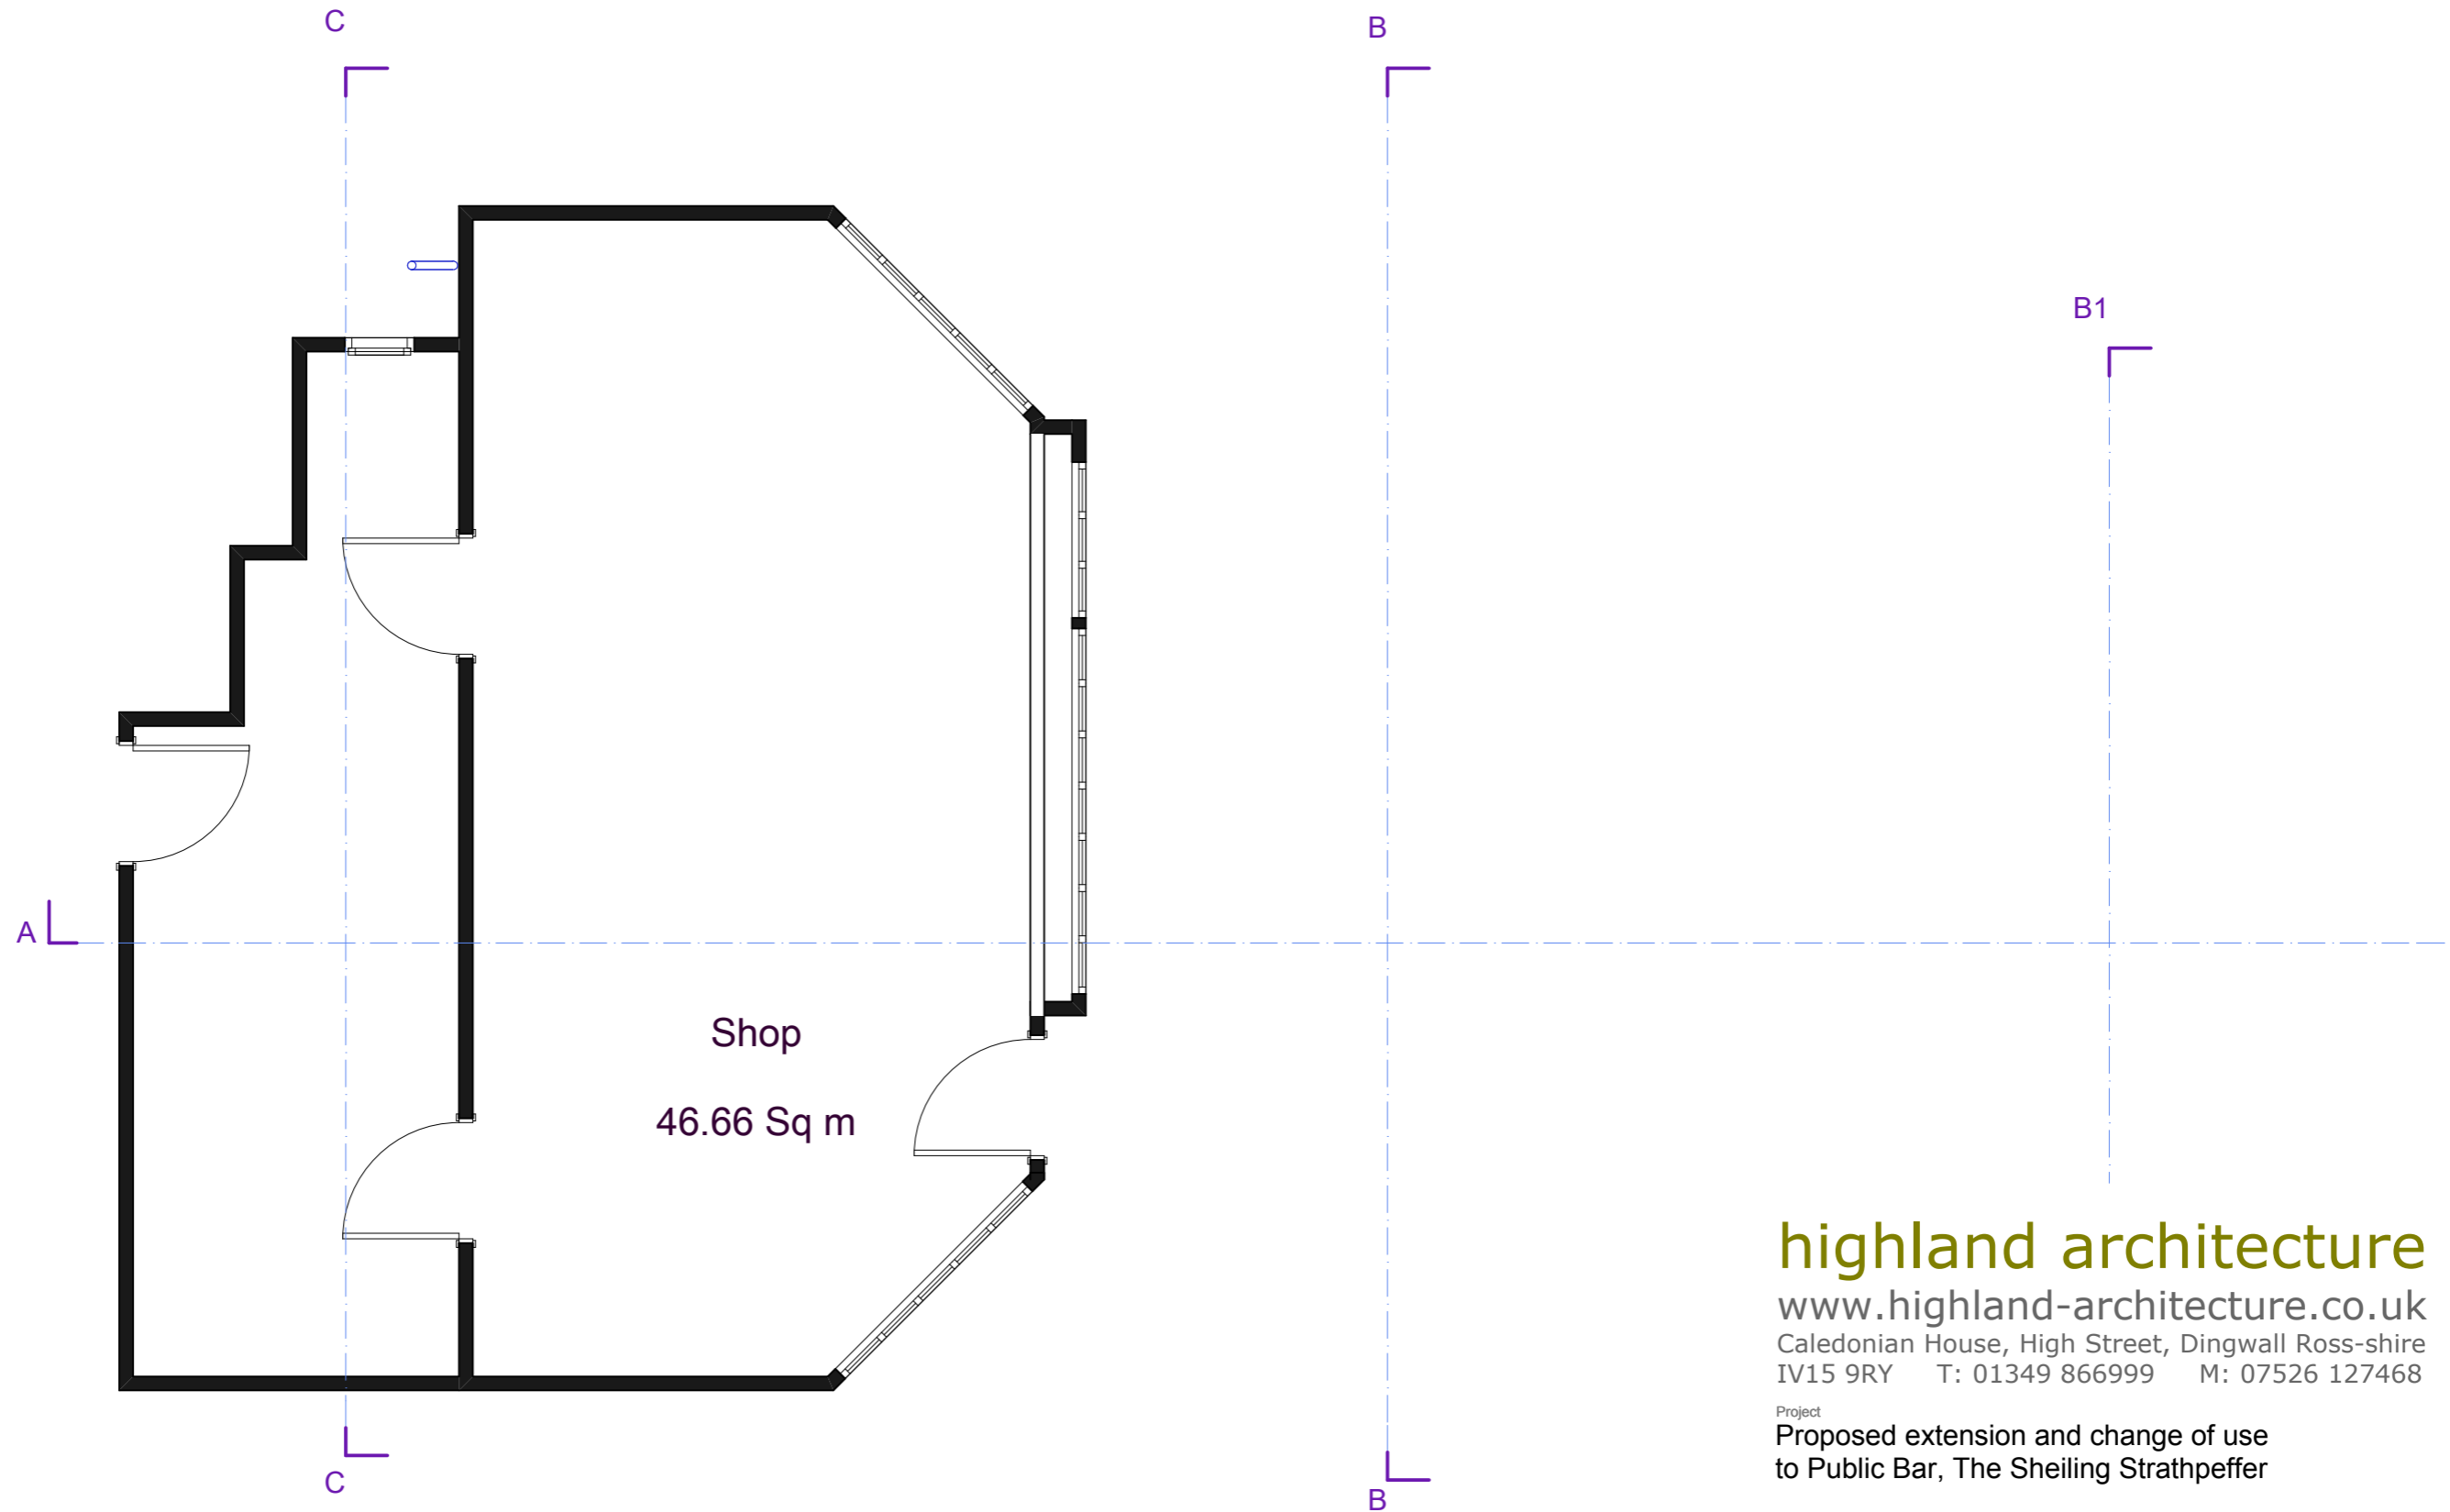 C
B
B1
A
Shop
46.66 Sq m
highland architecture
www.highland-architecture.co.uk
Caledonian House, High Street, Dingwall Ross-shire
IV15 9RY T: 01349 866999 M: 07526 127468
Project
Proposed extension and change of use
to Public Bar, The Sheiling Strathpeffer
C
B